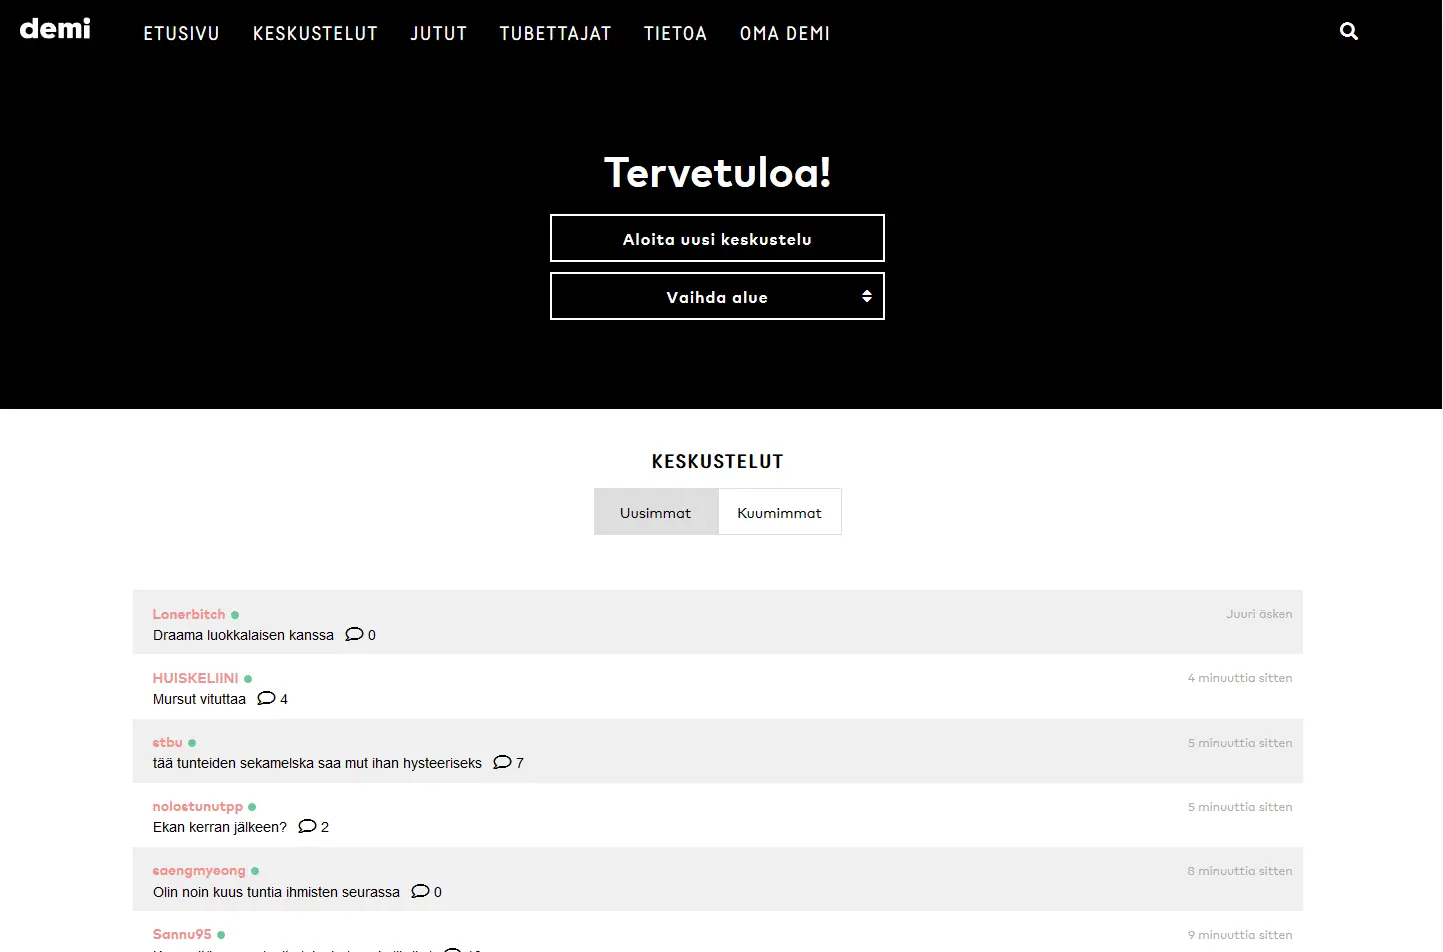 demi ETUSIVU KESKUSTELUT JUTUT TUBETTAJAT TIETOA OMA DEMI
Tervetuloa!
Aloita uusi keskustelu
Vaihda alue
KESKUSTELUT
Uusimmat Kuumimmat
Lonerbitch Juuri äsken
Draama luokkalaisen kanssa 0
HUISKELIINI 4 minuuttia sitten
Mursut vituttaa 4
stbu 5 minuuttia sitten
tää tunteiden sekamelska saa mut ihan hysteeriseks 7
nolostunutpp 5 minuuttia sitten
Ekan kerran jälkeen? 2
saengmyeong 8 minuuttia sitten
Olin noin kuus tuntia ihmisten seurassa 0
Sannu95 9 minuuttia sitten